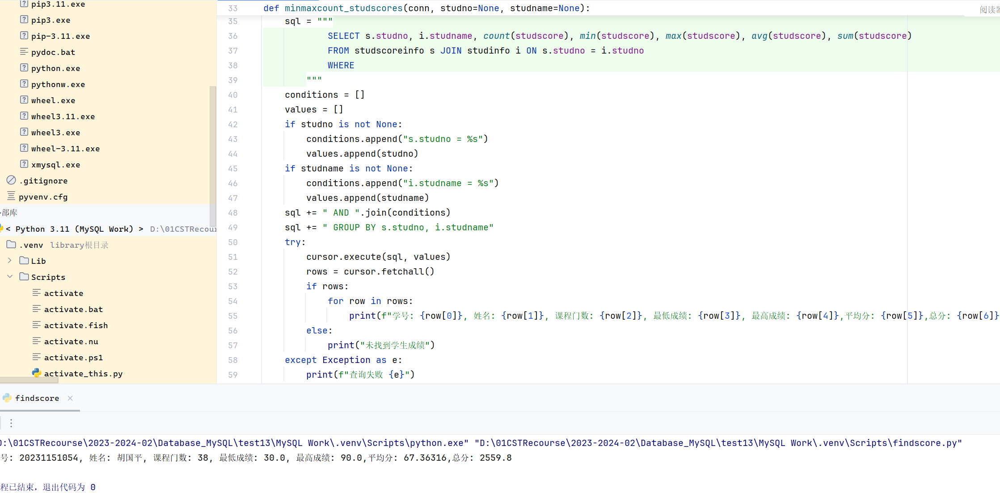 pip3.11.exe
pip3.exe
pip-3.11.exe
pydoc.bat
python.exe
pythonw.exe
wheel.exe
wheel3.11.exe
wheel3.exe
wheel-3.11.exe
xmysql.exe
.gitignore
pyvenv.cfg
部库
< Python 3.11 (MySQL Work) > D:\01CSTRecour
.venv library根目录
Lib
Scripts
activate
activate.bat
activate.fish
activate.nu
activate.ps1
activate_this.py
阅读器
33 def minmaxcount_studscores(conn, studno=None, studname=None):
35 sql = """
36 SELECT s.studno, i.studname, count(studscore), min(studscore), max(studscore), avg(studscore), sum(studscore)
37 FROM studscoreinfo s JOIN studinfo i ON s.studno = i.studno
38 WHERE
39 """
40 conditions = []
41 values = []
42 if studno is not None:
43 conditions.append("s.studno = %s")
44 values.append(studno)
45 if studname is not None:
46 conditions.append("i.studname = %s")
47 values.append(studname)
48 sql += " AND ".join(conditions)
49 sql += " GROUP BY s.studno, i.studname"
50 try:
51 cursor.execute(sql, values)
52 rows = cursor.fetchall()
53 if rows:
54 for row in rows:
55 print(f"学号: {row[0]}, 姓名: {row[1]}, 课程门数: {row[2]}, 最低成绩: {row[3]}, 最高成绩: {row[4]},平均分: {row[5]},总分: {row[6]}
56 else:
57 print("未找到学生成绩")
58 except Exception as e:
59 print(f"查询失败 {e}")
findscore
D:\01CSTRecourse\2023-2024-02\Database_MySQL\test13\MySQL Work\.venv\Scripts\python.exe" "D:\01CSTRecourse\2023-2024-02\Database_MySQL\test13\MySQL Work\.venv\Scripts\findscore.py"
号: 20231151054, 姓名: 胡国平, 课程门数: 38, 最低成绩: 30.0, 最高成绩: 90.0,平均分: 67.36316,总分: 2559.8
程已结束，退出代码为 0